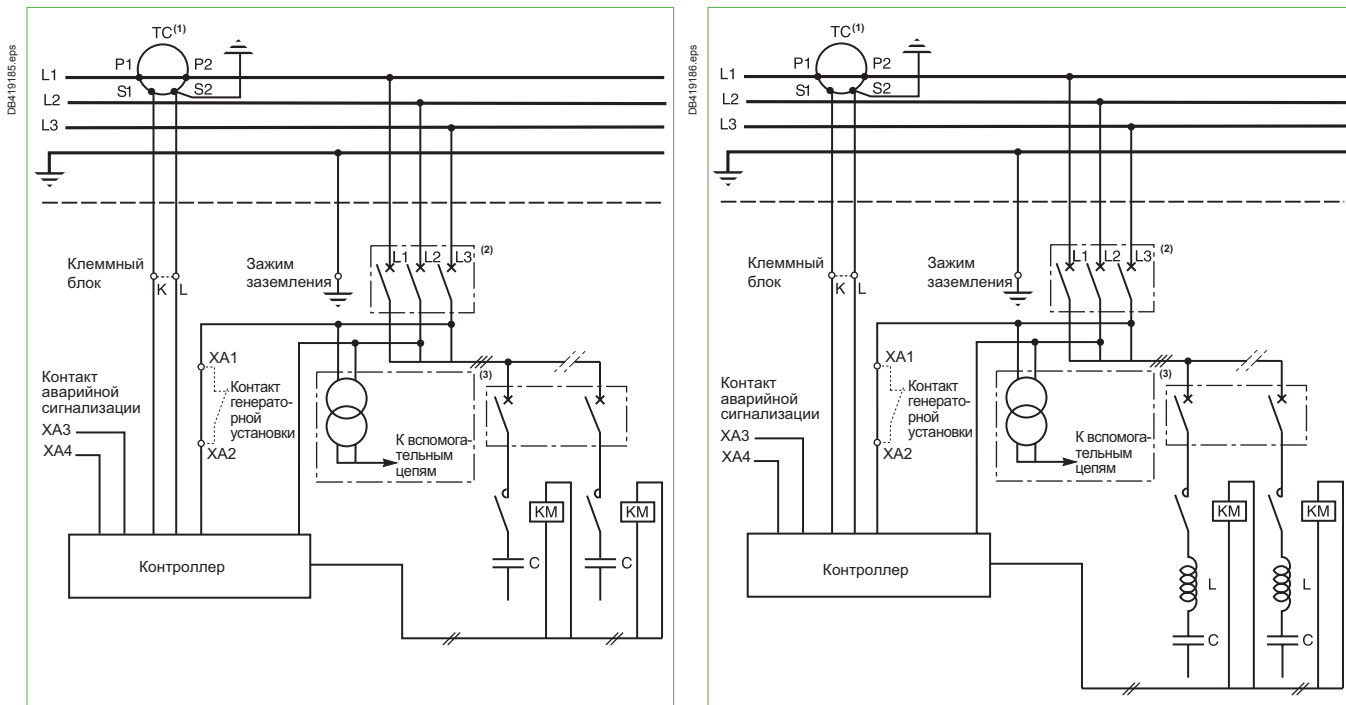 DB419185.eps
TC(1)
P1 P2
L1
S1 S2
L2
L3
Клеммный
блок
K L
Зажим
заземления
L1 L2 L3 (2)
XA1
Контакт
аварийной
сигнализации
XA3
XA4
Контакт
генерато-
рной
установки
XA2
(3)
К вспомога-
тельным
цепям
KM KM
C C
Контроллер
DB419186.eps
TC(1)
P1 P2
L1
S1 S2
L2
L3
Клеммный
блок
K L
Зажим
заземления
L1 L2 L3 (2)
XA1
Контакт
аварийной
сигнализации
XA3
XA4
Контакт
генерато-
рной
установки
XA2
(3)
К вспомога-
тельным
цепям
KM KM
L L
C C
Контроллер